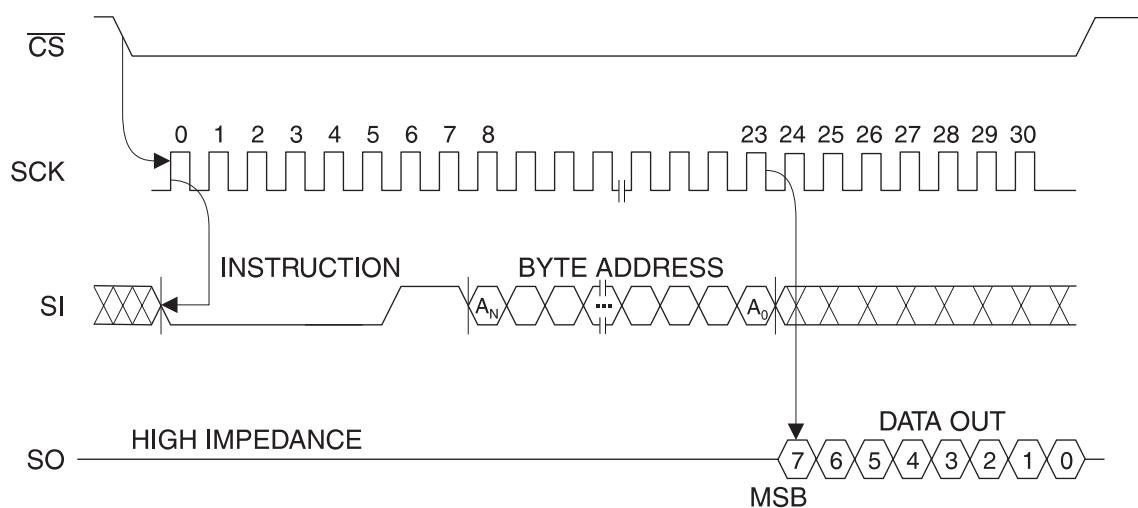 CS
0 1 2 3 4 5 6 7 8 23 24 25 26 27 28 29 30
SCK
INSTRUCTION BYTE ADDRESS
SI AN ... A0
HIGH IMPEDANCE DATA OUT
SO 7 6 5 4 3 2 1 0
MSB